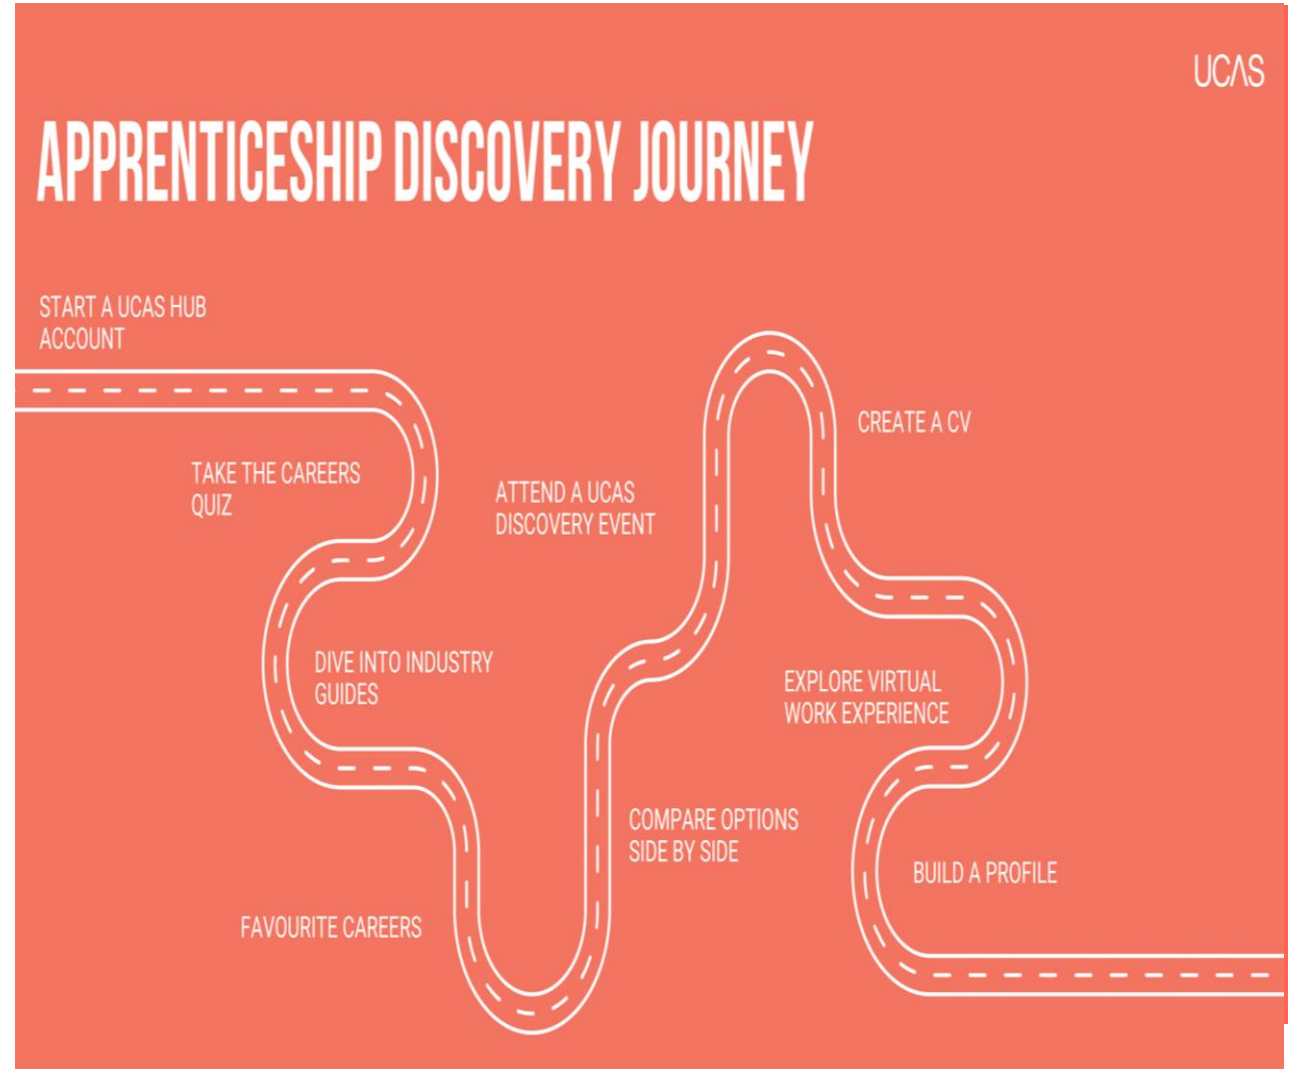 UCAS
APPRENTICESHIP DISCOVERY JOURNEY
START A UCAS HUB
ACCOUNT
TAKE THE CAREERS
QUIZ
DIVE INTO INDUSTRY
GUIDES
FAVOURITE CAREERS
COMPARE OPTIONS
SIDE BY SIDE
ATTEND A UCAS
DISCOVERY EVENT
CREATE A CV
EXPLORE VIRTUAL
WORK EXPERIENCE
BUILD A PROFILE